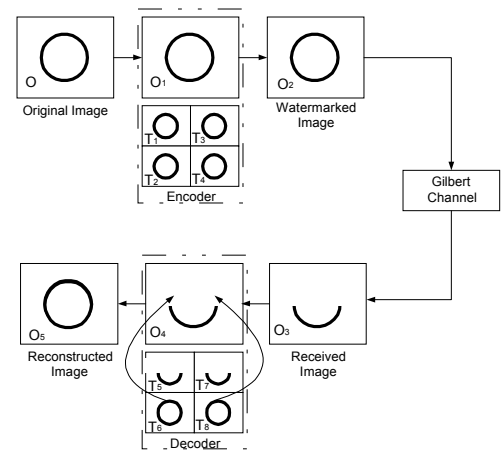 O
O1
O2
Original Image
Watermarked
Image
T1
T3
T2
T4
Encoder
Gilbert
Channel
O5
O4
O3
Reconstructed
Image
Received
Image
T5
T7
T6
T8
Decoder